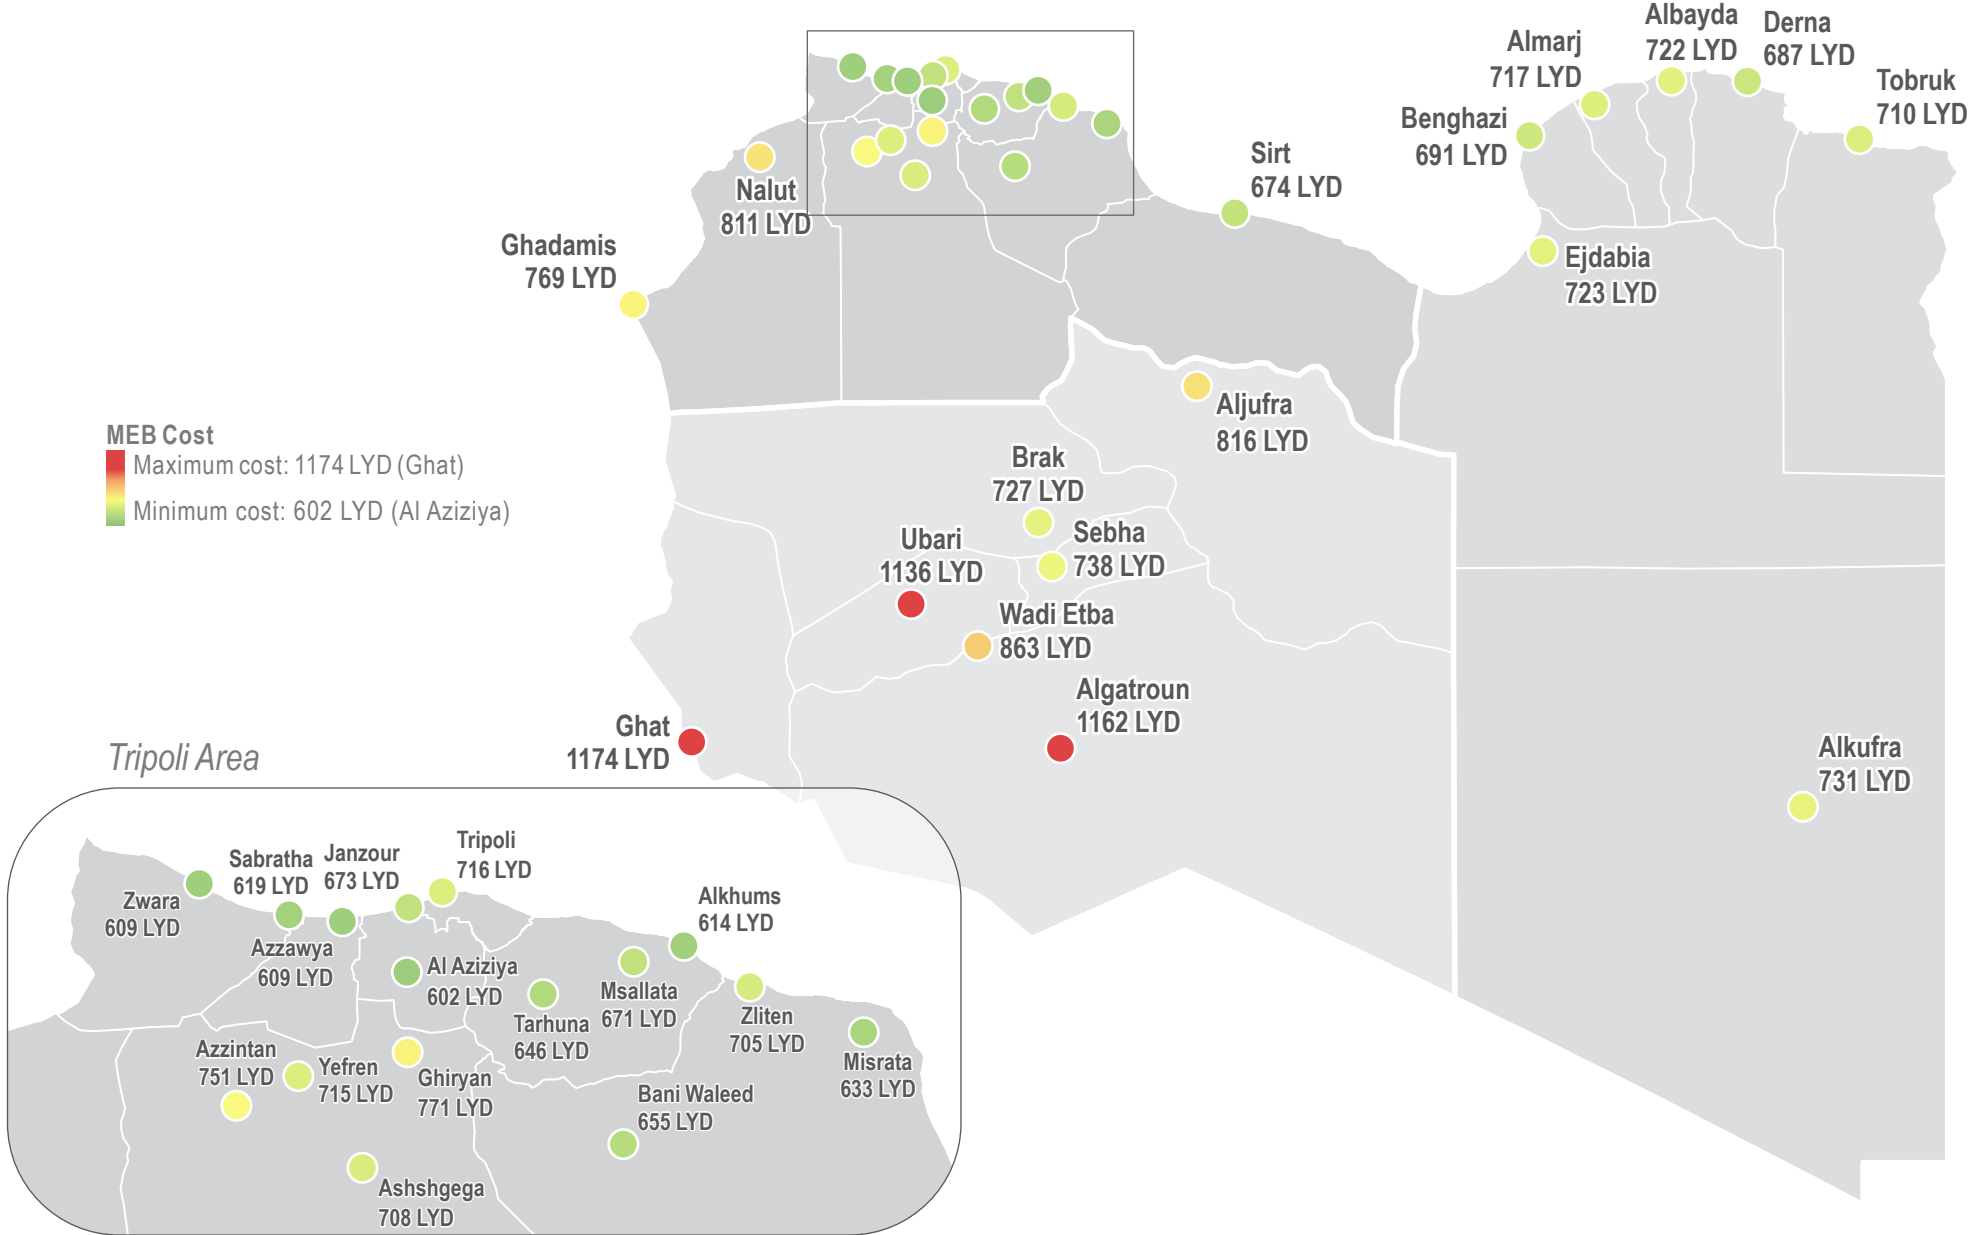 Albayda
722 LYD
Derna
687 LYD
Almarj
717 LYD
Tobruk
710 LYD
Benghazi
691 LYD
Sirt
674 LYD
Nalut
811 LYD
Ghadamis
769 LYD
Ejdabia
723 LYD
Aljufra
816 LYD
MEB Cost
Maximum cost: 1174 LYD (Ghat)
Minimum cost: 602 LYD (Al Aziziya)
Brak
727 LYD
Ubari
1136 LYD
Sebha
738 LYD
Wadi Etba
863 LYD
Algatroun
1162 LYD
Ghat
1174 LYD
Alkufra
731 LYD
Tripoli Area
Tripoli
716 LYD
Sabratha
619 LYD
Janzour
673 LYD
Zwara
609 LYD
Alkhums
614 LYD
Azzawya
609 LYD
Al Aziziya
602 LYD
Msallata
671 LYD
Tarhuna
646 LYD
Zliten
705 LYD
Misrata
633 LYD
Azzintan
751 LYD
Yefren
715 LYD
Ghiryan
771 LYD
Bani Waleed
655 LYD
Ashshgega
708 LYD